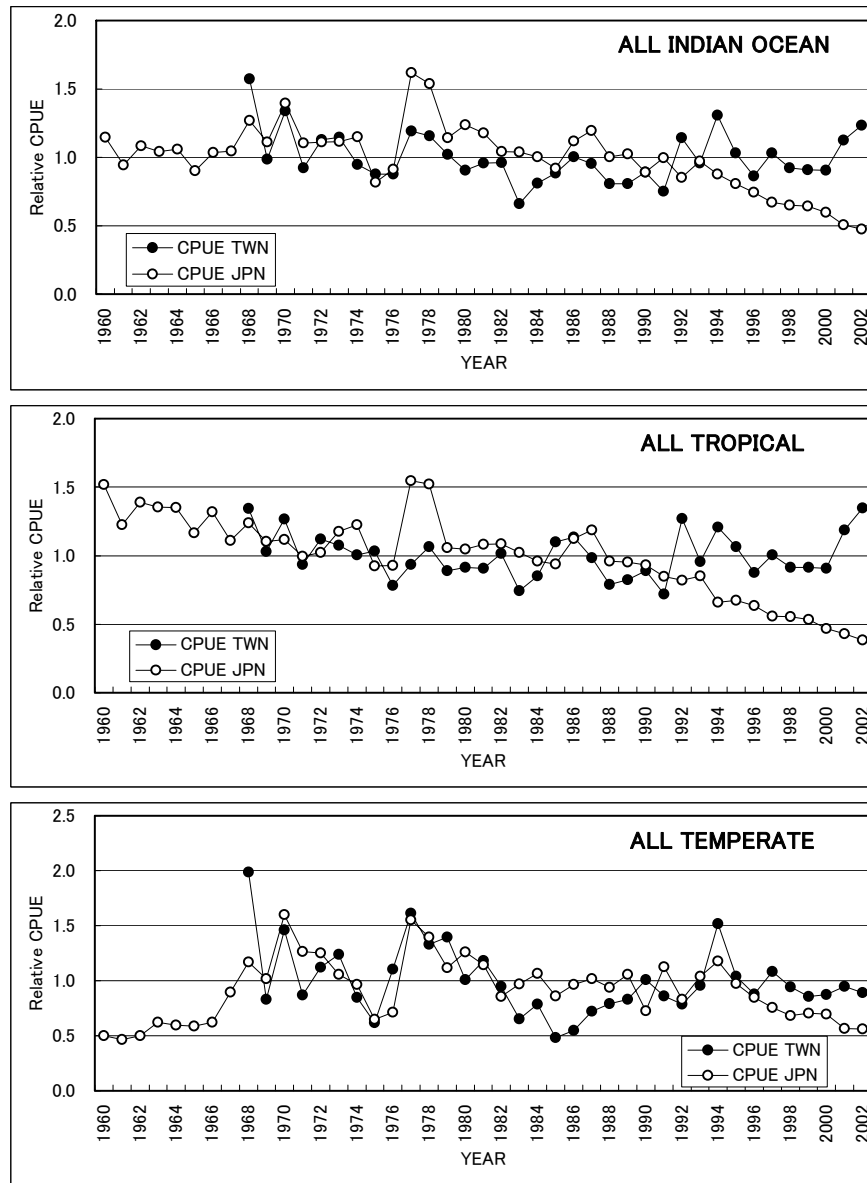 ALL INDIAN OCEAN
2.0
1.5
1.0
0.5
0.0
Relative CPUE
CPUE TWN
CPUE JPN
1960 1962 1964 1966 1968 1970 1972 1974 1976 1978 1980 1982 1984 1986 1988 1990 1992 1994 1996 1998 2000 2002
YEAR
ALL TROPICAL
2.0
1.5
1.0
0.5
0.0
Relative CPUE
CPUE TWN
CPUE JPN
1960 1962 1964 1966 1968 1970 1972 1974 1976 1978 1980 1982 1984 1986 1988 1990 1992 1994 1996 1998 2000 2002
YEAR
ALL TEMPERATE
2.5
2.0
1.5
1.0
0.5
0.0
Relative CPUE
CPUE TWN
CPUE JPN
1960 1962 1964 1966 1968 1970 1972 1974 1976 1978 1980 1982 1984 1986 1988 1990 1992 1994 1996 1998 2000 2002
YEAR